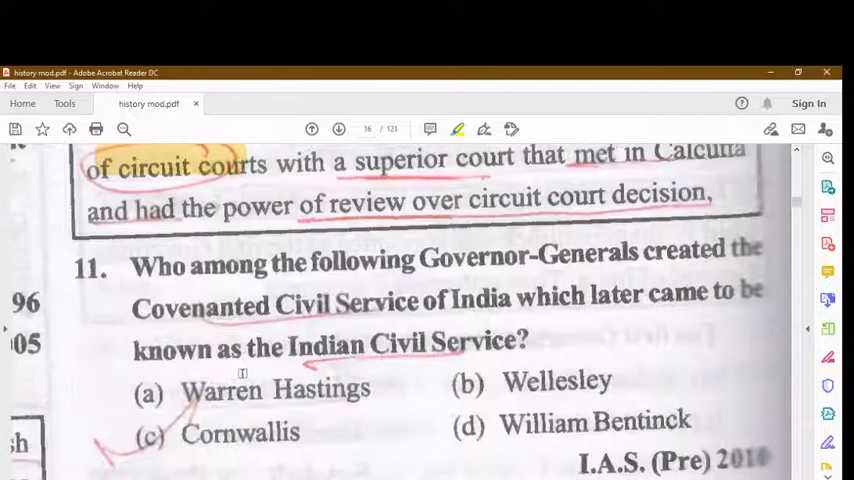 history mod.pdf - Adobe Acrobat Reader DC
File Edit View Sign Window Help
Home Tools history mod.pdf × Sign In
16 / 121
of circuit courts with a superior court that met in Calcutta
and had the power of review over circuit court decision,
11. Who among the following Governor-Generals created the
96 Covenanted Civil Service of India which later came to be
05 known as the Indian Civil Service?
(a) Warren Hastings (b) Wellesley
sh (c) Cornwallis (d) William Bentinck
I.A.S. (Pre) 2010